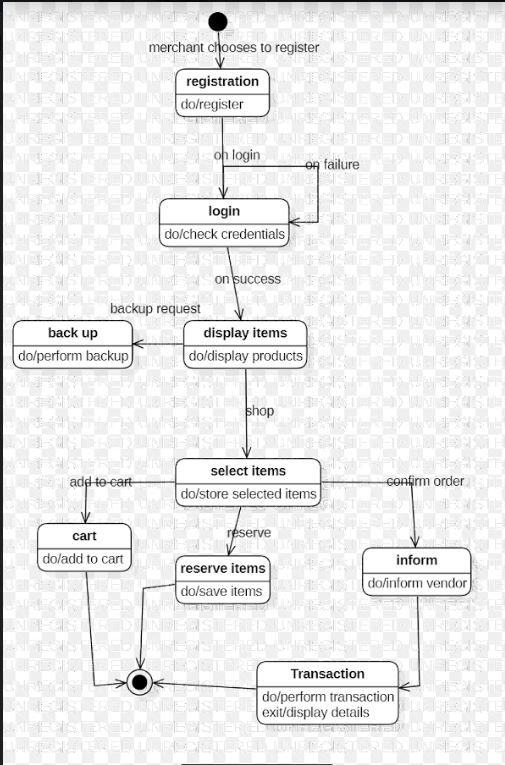 merchant chooses to register
registration
do/register
on login
on failure
login
do/check credentials
on success
backup request
back up
do/perform backup
display items
do/display products
shop
select items
do/store selected items
add to cart
confirm order
reserve
cart
do/add to cart
reserve items
do/save items
inform
do/inform vendor
Transaction
do/perform transaction
exit/display details